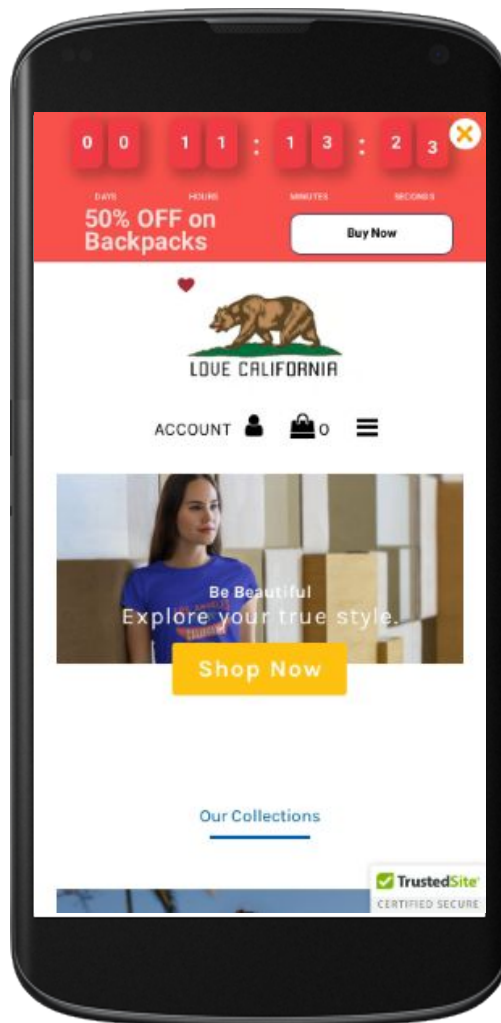 0 0 1 1 : 1 3 : 2 3
DAYS HOURS MINUTES SECONDS
50% OFF on
Backpacks
Buy Now
LOVE CALIFORNIA
ACCOUNT 0
Be Beautiful
Explore your true style.
Shop Now
Our Collections
TrustedSite
CERTIFIED SECURE